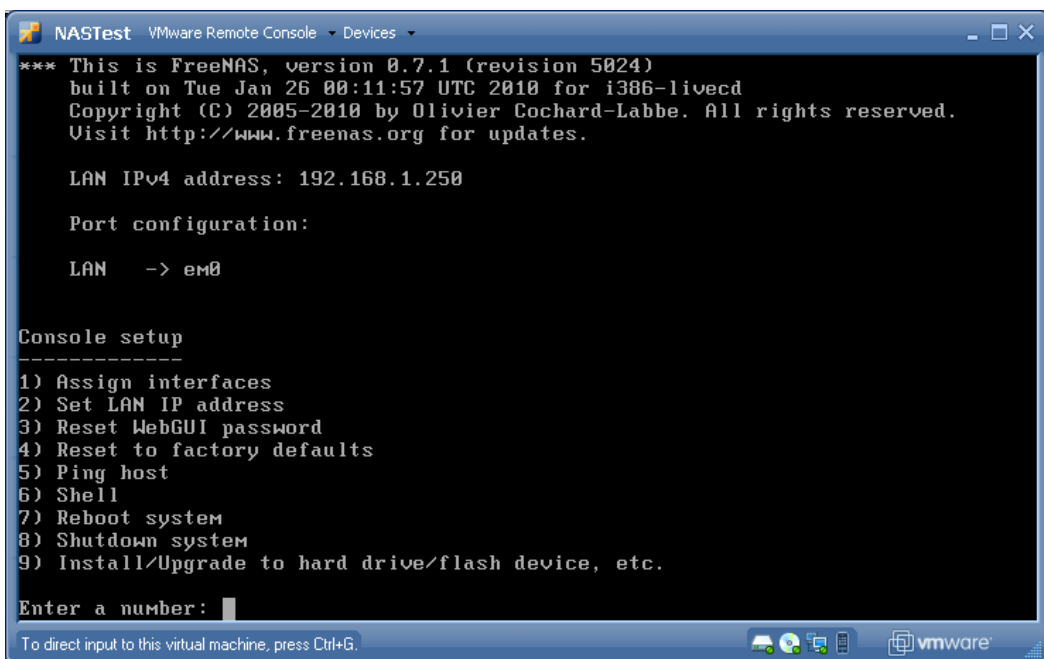 NASTest VMware Remote Console Devices
*** This is FreeNAS, version 0.7.1 (revision 5024)
built on Tue Jan 26 00:11:57 UTC 2010 for i386-livecd
Copyright (C) 2005-2010 by Olivier Cochard-Labbe. All rights reserved.
Visit http://www.freenas.org for updates.
LAN IPv4 address: 192.168.1.250
Port configuration:
LAN -> em0
Console setup
-------------
1) Assign interfaces
2) Set LAN IP address
3) Reset WebGUI password
4) Reset to factory defaults
5) Ping host
6) Shell
7) Reboot system
8) Shutdown system
9) Install/Upgrade to hard drive/flash device, etc.
Enter a number:
To direct input to this virtual machine, press Ctrl+G.
vmware